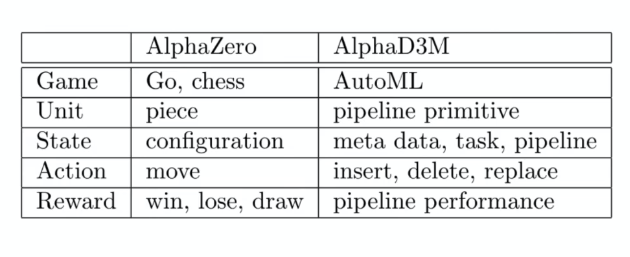 AlphaZero AlphaD3M
Game Go, chess AutoML
Unit piece pipeline primitive
State configuration meta data, task, pipeline
Action move insert, delete, replace
Reward win, lose, draw pipeline performance